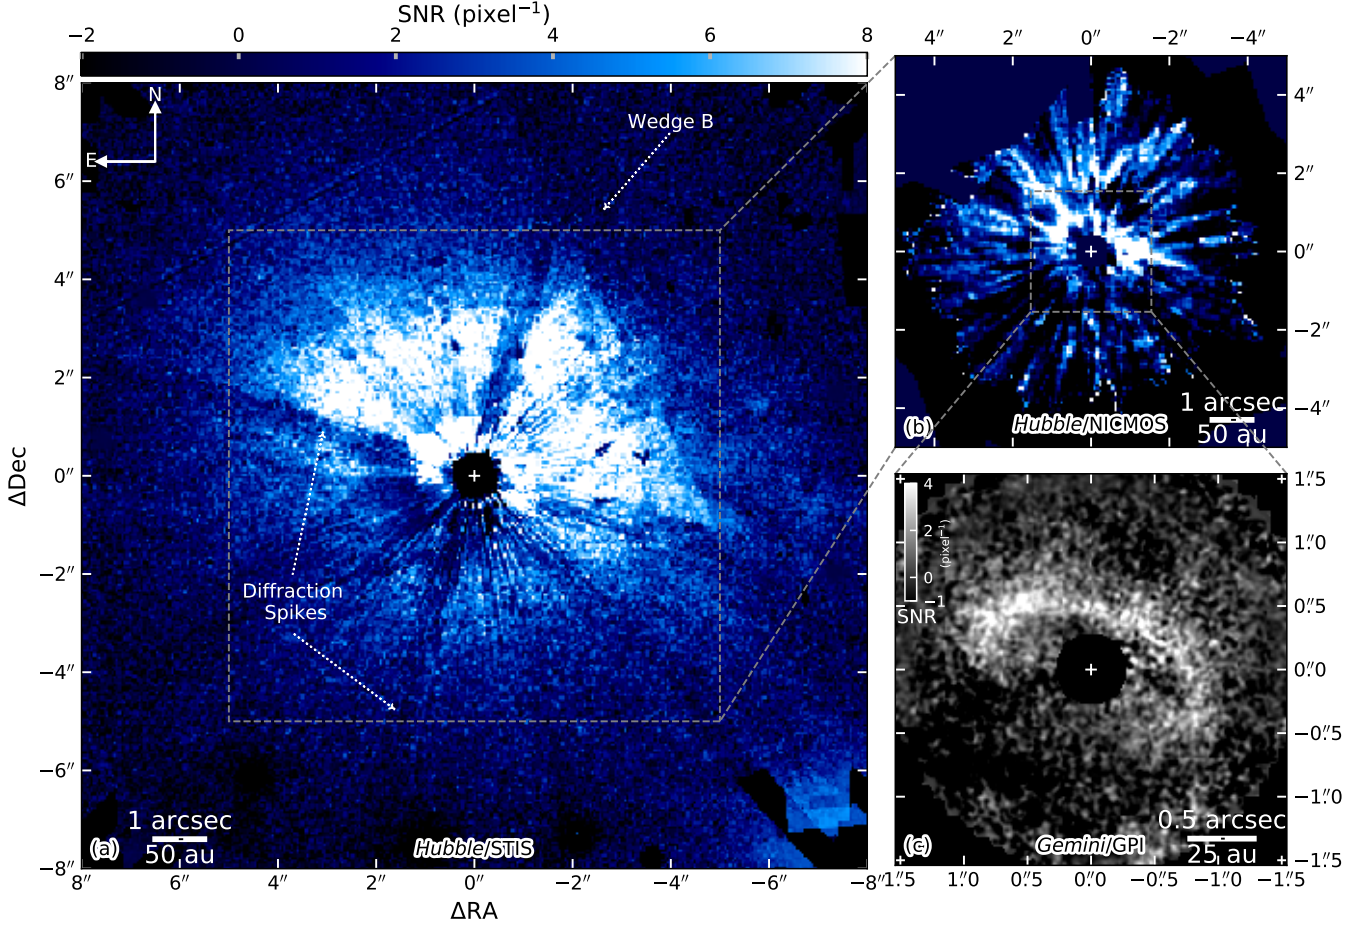 SNR (pixel⁻¹)
−2 0 2 4 6 8
8″
6″
4″
2″
0″
−2″
−4″
−6″
−8″
ΔDec
N
E
Wedge B
Diffraction
Spikes
1 arcsec
50 au
(a)
Hubble/STIS
8″ 6″ 4″ 2″ 0″ −2″ −4″ −6″ −8″
ΔRA
4″ 2″ 0″ −2″ −4″
4″
2″
0″
−2″
−4″
(b)
Hubble/NICMOS
1 arcsec
50 au
4
2
0
−1
(pixel⁻¹)
SNR
1.″5
1.″0
0.″5
0.″0
−0.″5
−1.″0
−1.″5
0.5 arcsec
25 au
(c)
Gemini/GPI
1.″5 1.″0 0.″5 0.″0 −0.″5 −1.″0 −1.″5